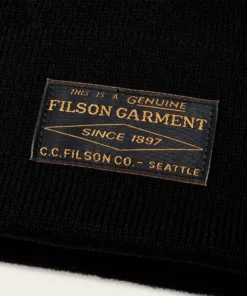 THIS IS A GENUINE
FILSON GARMENT
SINCE 1897
C.C. FILSON CO. – SEATTLE